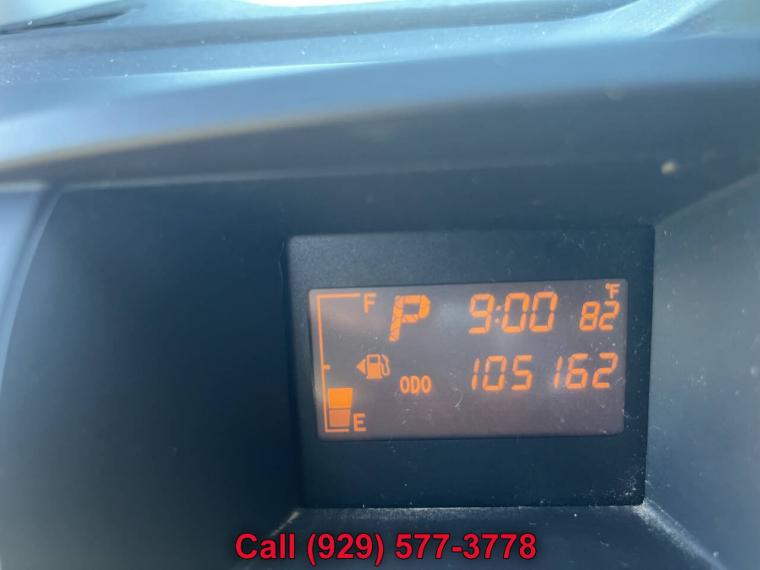 F P 9:00 82°F
ODO 105162
E
Call (929) 577-3778